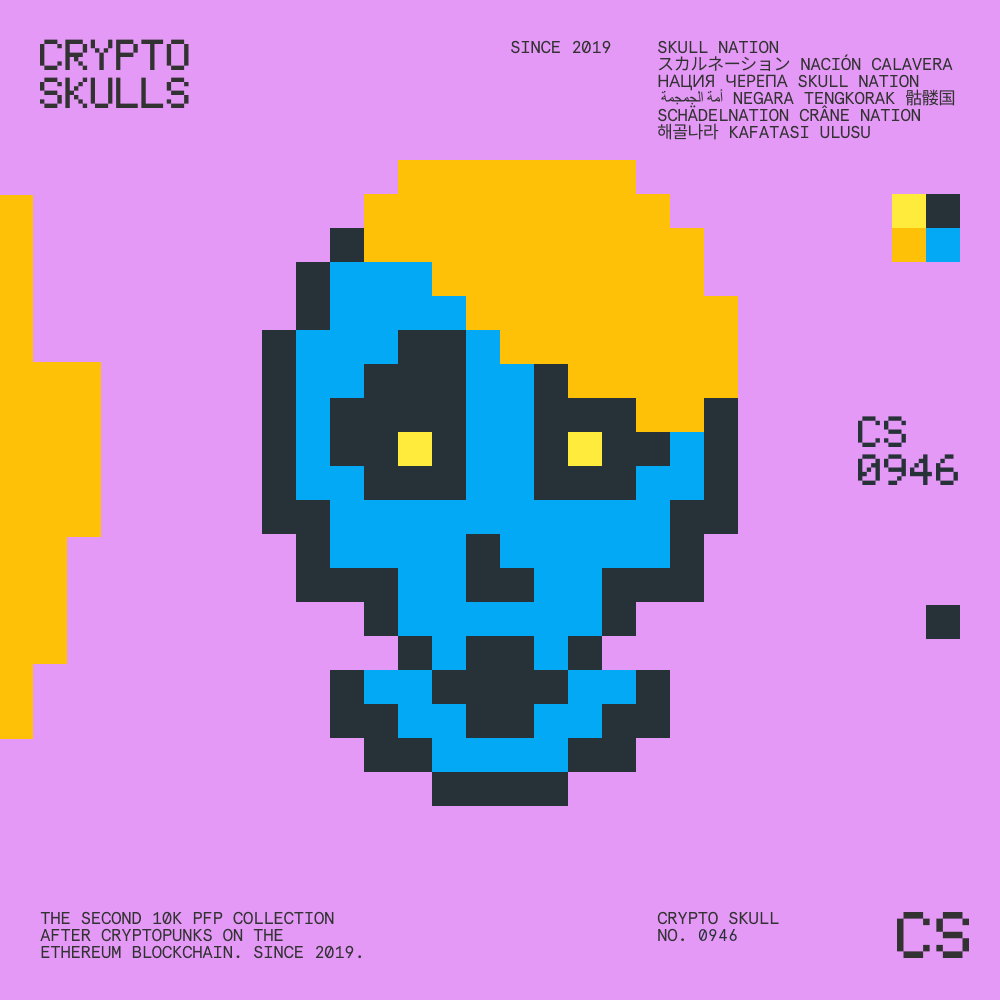 CRYPTO
SKULLS
SINCE 2019
SKULL NATION
スカルネーション NACIÓN CALAVERA
НАЦИЯ ЧЕРЕПА SKULL NATION
أمة الجمجمة NEGARA TENGKORAK 骷髅国
SCHÄDELNATION CRÂNE NATION
해골나라 KAFATASI ULUSU
CS
0946
THE SECOND 10K PFP COLLECTION
AFTER CRYPTOPUNKS ON THE
ETHEREUM BLOCKCHAIN. SINCE 2019.
CRYPTO SKULL
NO. 0946
CS